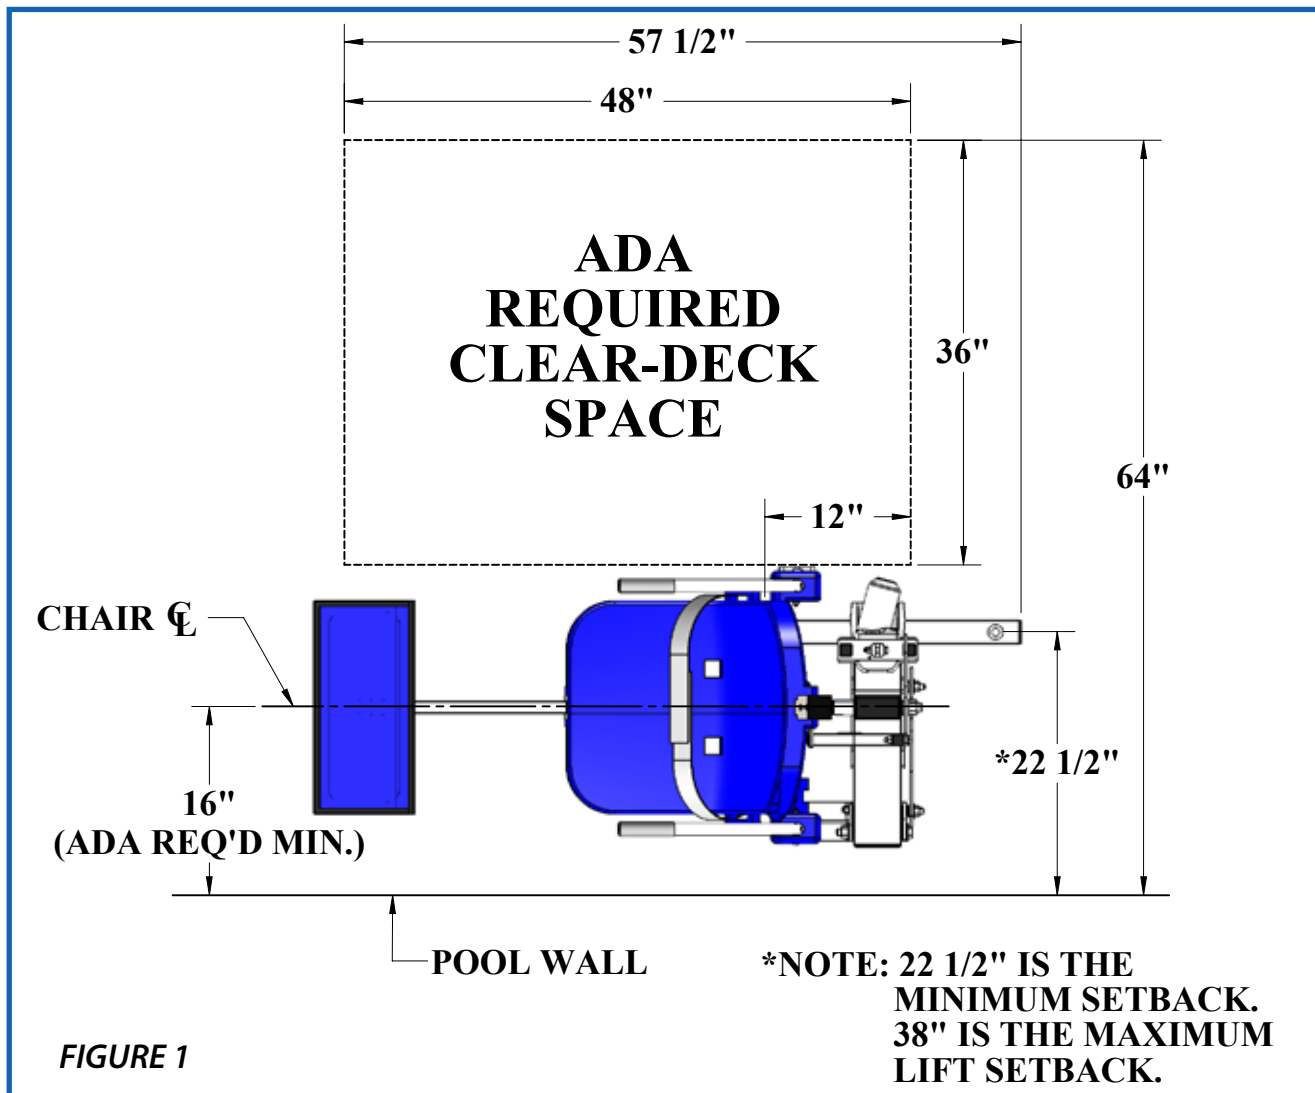 57 1/2"
48"
ADA
REQUIRED
CLEAR-DECK
SPACE
36"
64"
12"
CHAIR ℄
*22 1/2"
16"
(ADA REQ'D MIN.)
POOL WALL
*NOTE: 22 1/2" IS THE
MINIMUM SETBACK.
38" IS THE MAXIMUM
LIFT SETBACK.
FIGURE 1